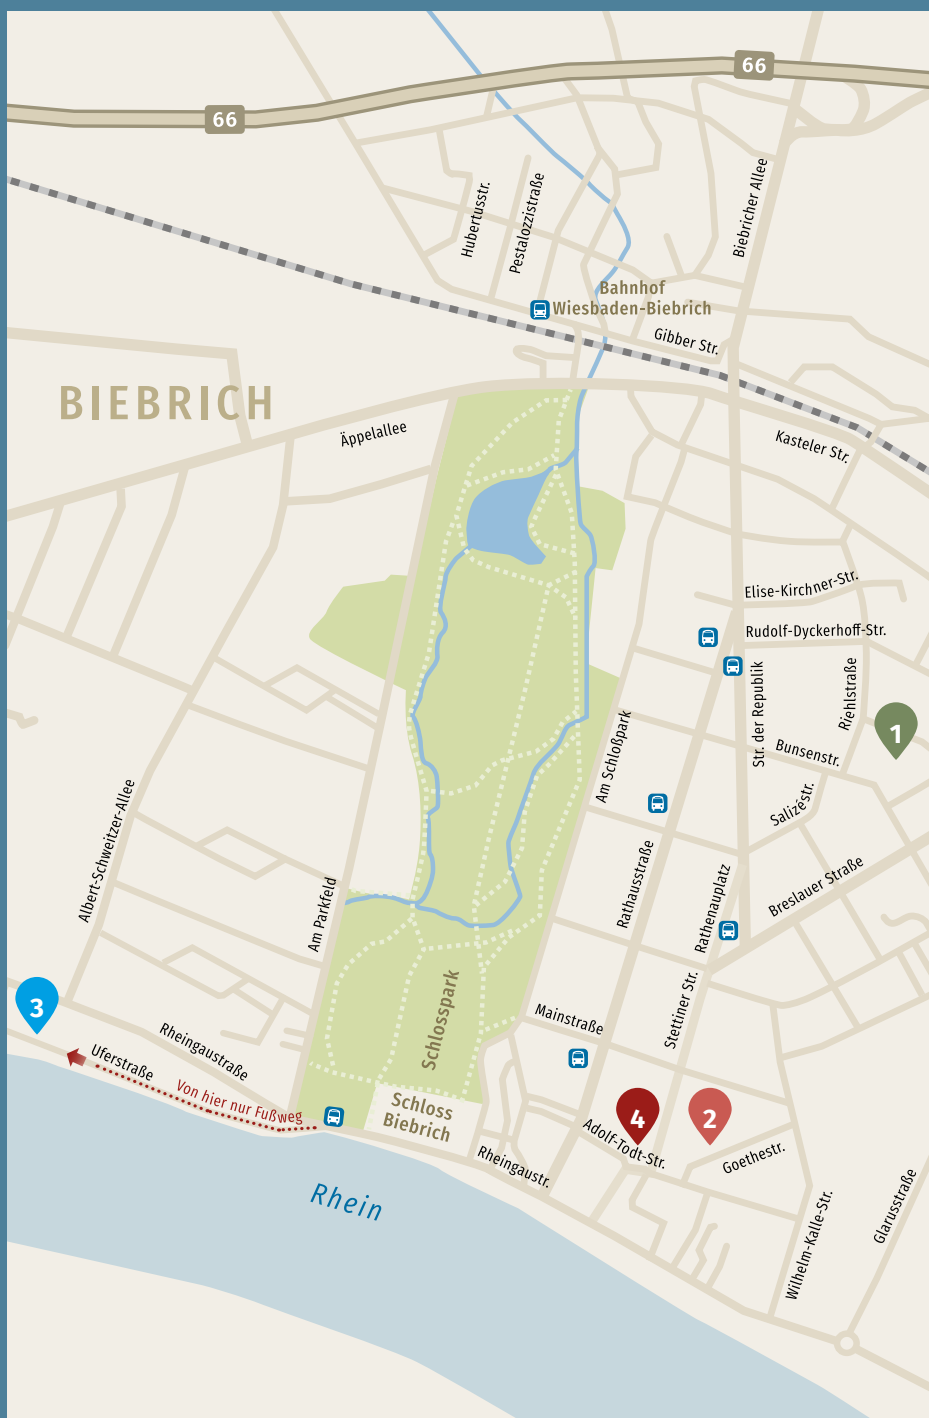 66
66
Biebricher Allee
Hubertusstr.
Pestalozzistraße
Bahnhof
Wiesbaden-Biebrich
Gibber Str.
BIEBRICH
Äppelallee
Kasteler Str.
Elise-Kirchner-Str.
Rudolf-Dyckerhoff-Str.
Str. der Republik
Riehlstraße
1
Am Schloßpark
Bunsenstr.
Salizéstr.
Albert-Schweitzer-Allee
Rathausstraße
Rathenauplatz
Breslauer Straße
Am Parkfeld
Schlosspark
Stettiner Str.
3
Mainstraße
Rheingaustraße
Uferstraße
Von hier nur Fußweg
Schloss
Biebrich
4
2
Adolf-Todt-Str.
Goethestr.
Rheingaustr.
Rhein
Wilhelm-Kalle-Str.
Glarusstraße